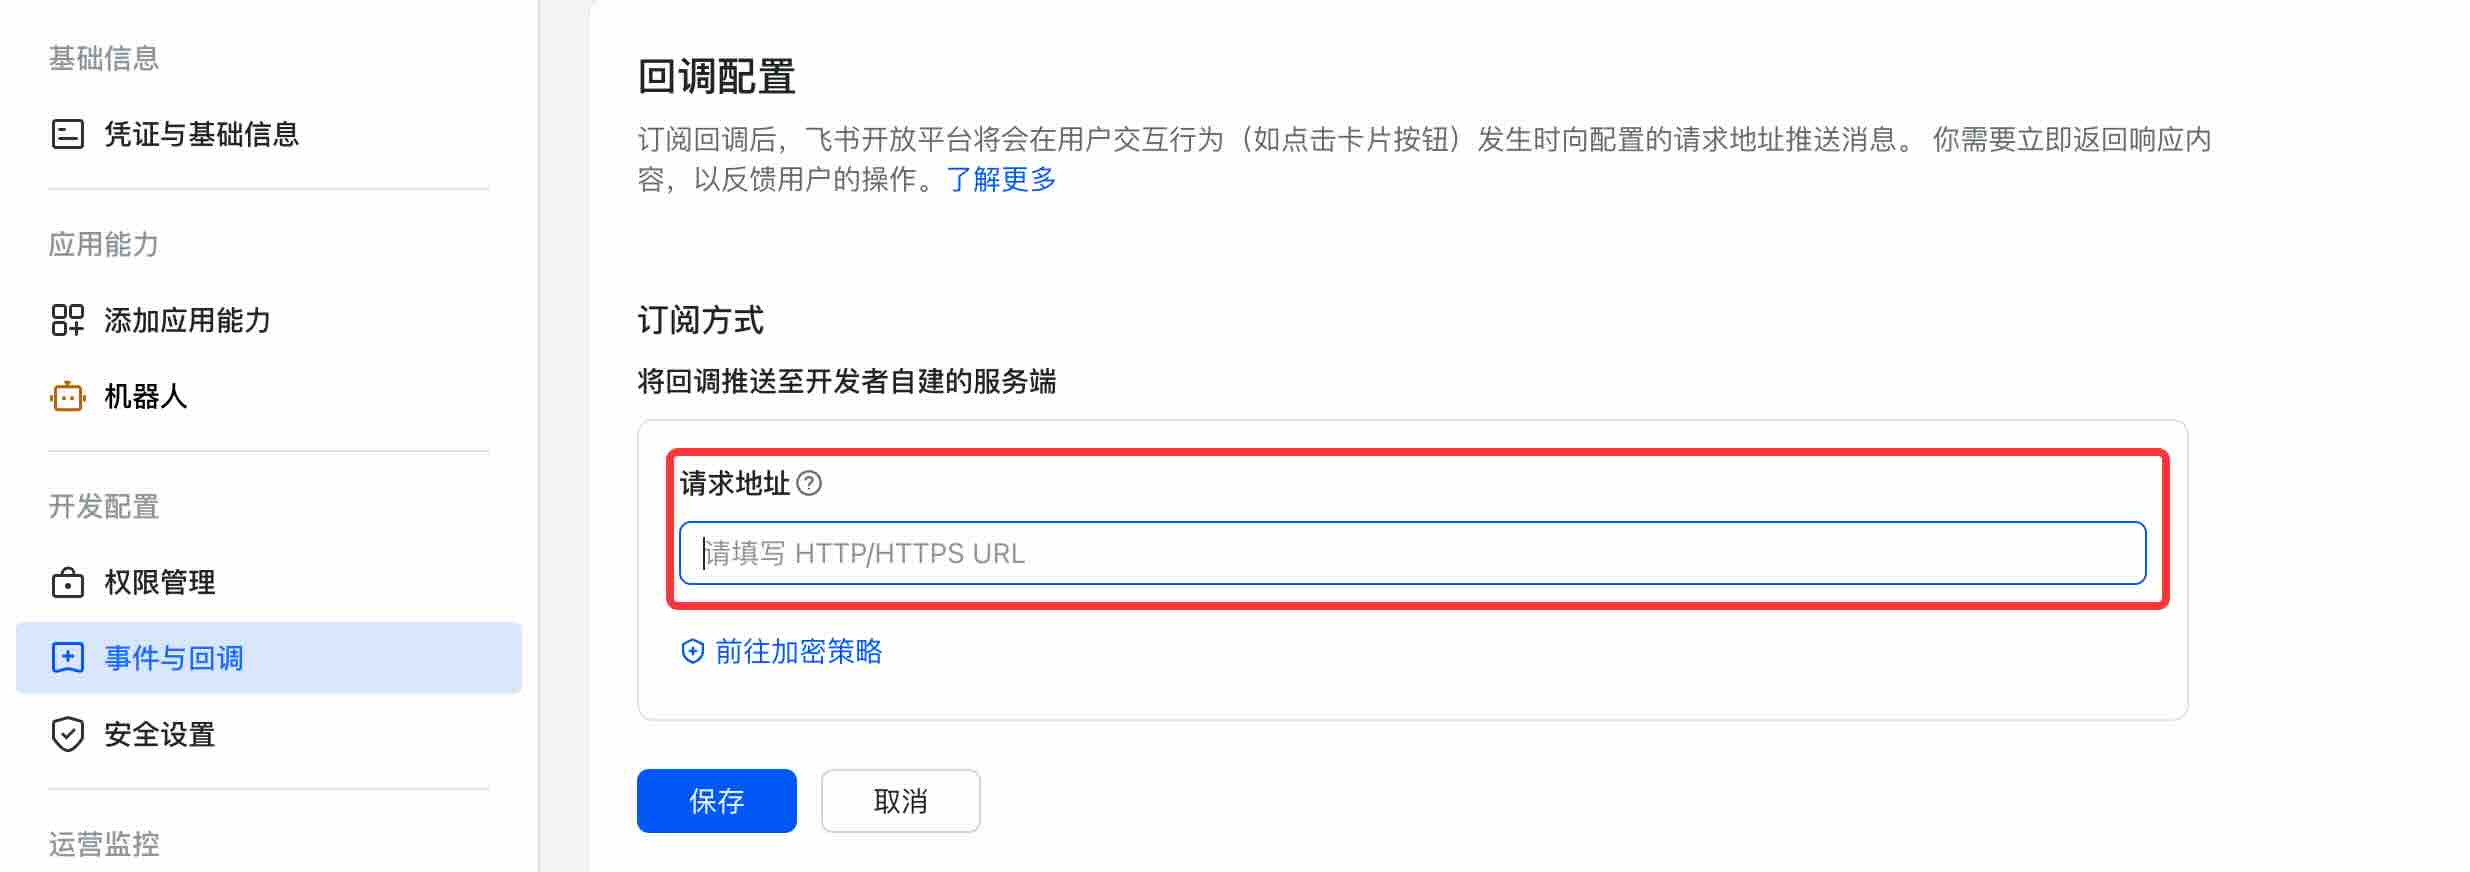 基础信息
凭证与基础信息
应用能力
添加应用能力
机器人
开发配置
权限管理
事件与回调
安全设置
运营监控
回调配置
订阅回调后，飞书开放平台将会在用户交互行为（如点击卡片按钮）发生时向配置的请求地址推送消息。 你需要立即返回响应内
容，以反馈用户的操作。了解更多
订阅方式
将回调推送至开发者自建的服务端
请求地址
请填写 HTTP/HTTPS URL
前往加密策略
保存
取消